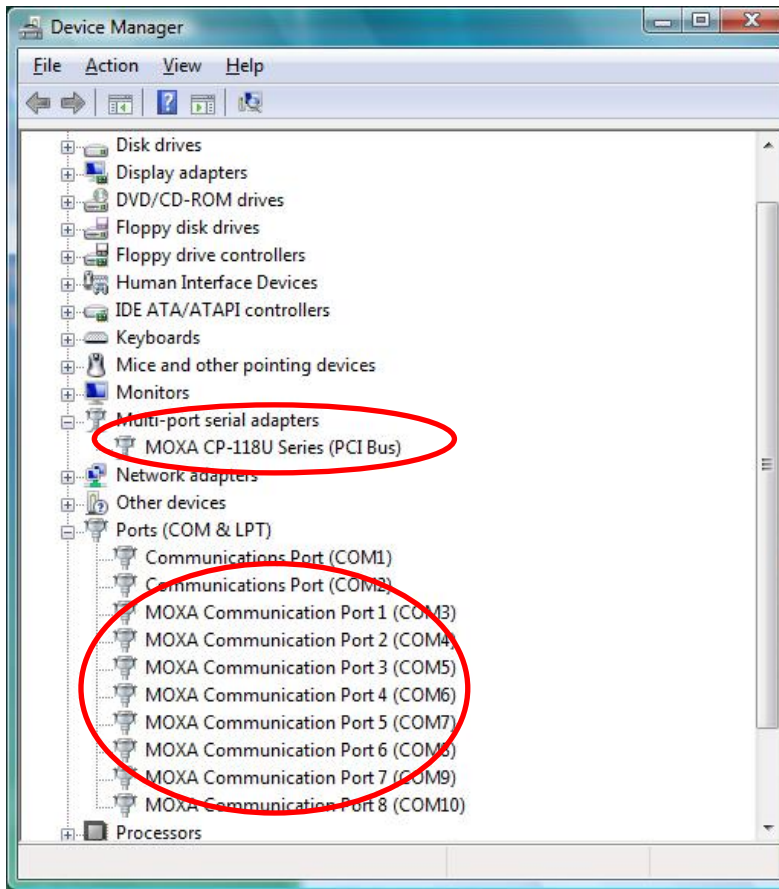 Device Manager
File Action View Help
Disk drives
Display adapters
DVD/CD-ROM drives
Floppy disk drives
Floppy drive controllers
Human Interface Devices
IDE ATA/ATAPI controllers
Keyboards
Mice and other pointing devices
Monitors
Multi-port serial adapters
MOXA CP-118U Series (PCI Bus)
Network adapters
Other devices
Ports (COM & LPT)
Communications Port (COM1)
Communications Port (COM2)
MOXA Communication Port 1 (COM3)
MOXA Communication Port 2 (COM4)
MOXA Communication Port 3 (COM5)
MOXA Communication Port 4 (COM6)
MOXA Communication Port 5 (COM7)
MOXA Communication Port 6 (COM8)
MOXA Communication Port 7 (COM9)
MOXA Communication Port 8 (COM10)
Processors